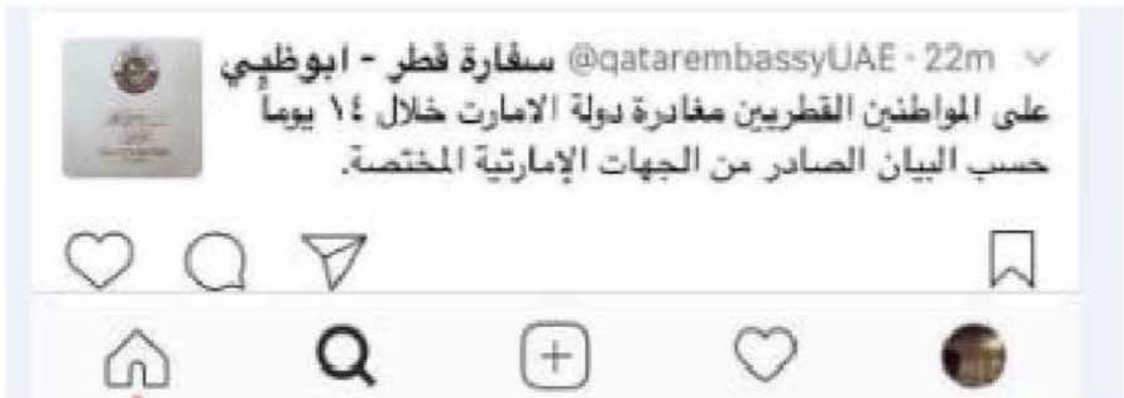 سفارة قطر - ابوظبي @qatarembassyUAE · 22m
على المواطنين القطريين مغادرة دولة الامارت خلال ١٤ يوماً
حسب البيان الصادر من الجهات الإمارتية المختصة.